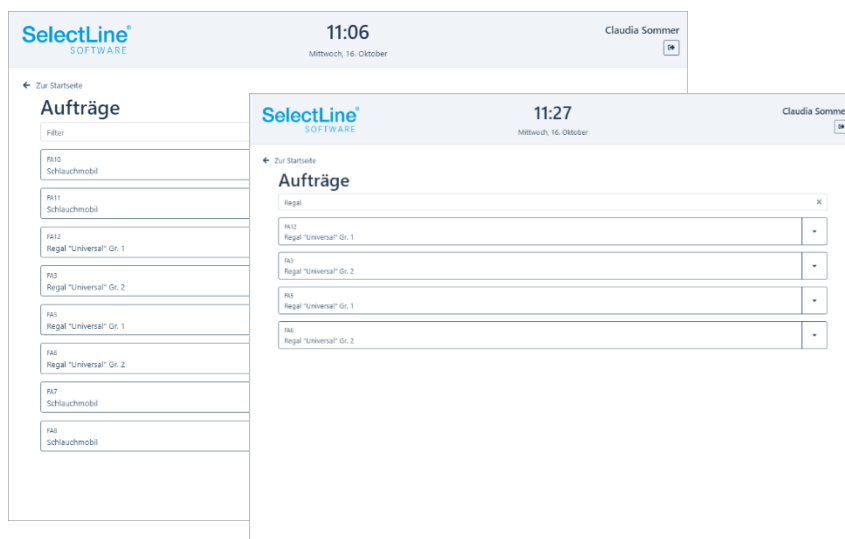 SelectLine®
SOFTWARE
11:06
Mittwoch, 16. Oktober
Claudia Sommer
Zur Startseite
Aufträge
Filter
FA10
Schlauchmobil
FA11
Schlauchmobil
FA12
Regal "Universal" Gr. 1
FA3
Regal "Universal" Gr. 2
FA5
Regal "Universal" Gr. 1
FA6
Regal "Universal" Gr. 2
FA7
Schlauchmobil
FA8
Schlauchmobil
SelectLine®
SOFTWARE
11:27
Mittwoch, 16. Oktober
Claudia Somme
Zur Startseite
Aufträge
Regal
FA12
Regal "Universal" Gr. 1
FA3
Regal "Universal" Gr. 2
FA5
Regal "Universal" Gr. 1
FA6
Regal "Universal" Gr. 2